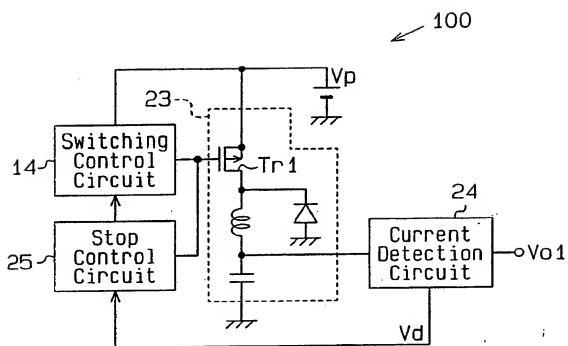 100
Vp
23
Switching
Control
Circuit
14
Tr1
24
Stop
Control
Circuit
25
Current
Detection
Circuit
Vo1
Vd